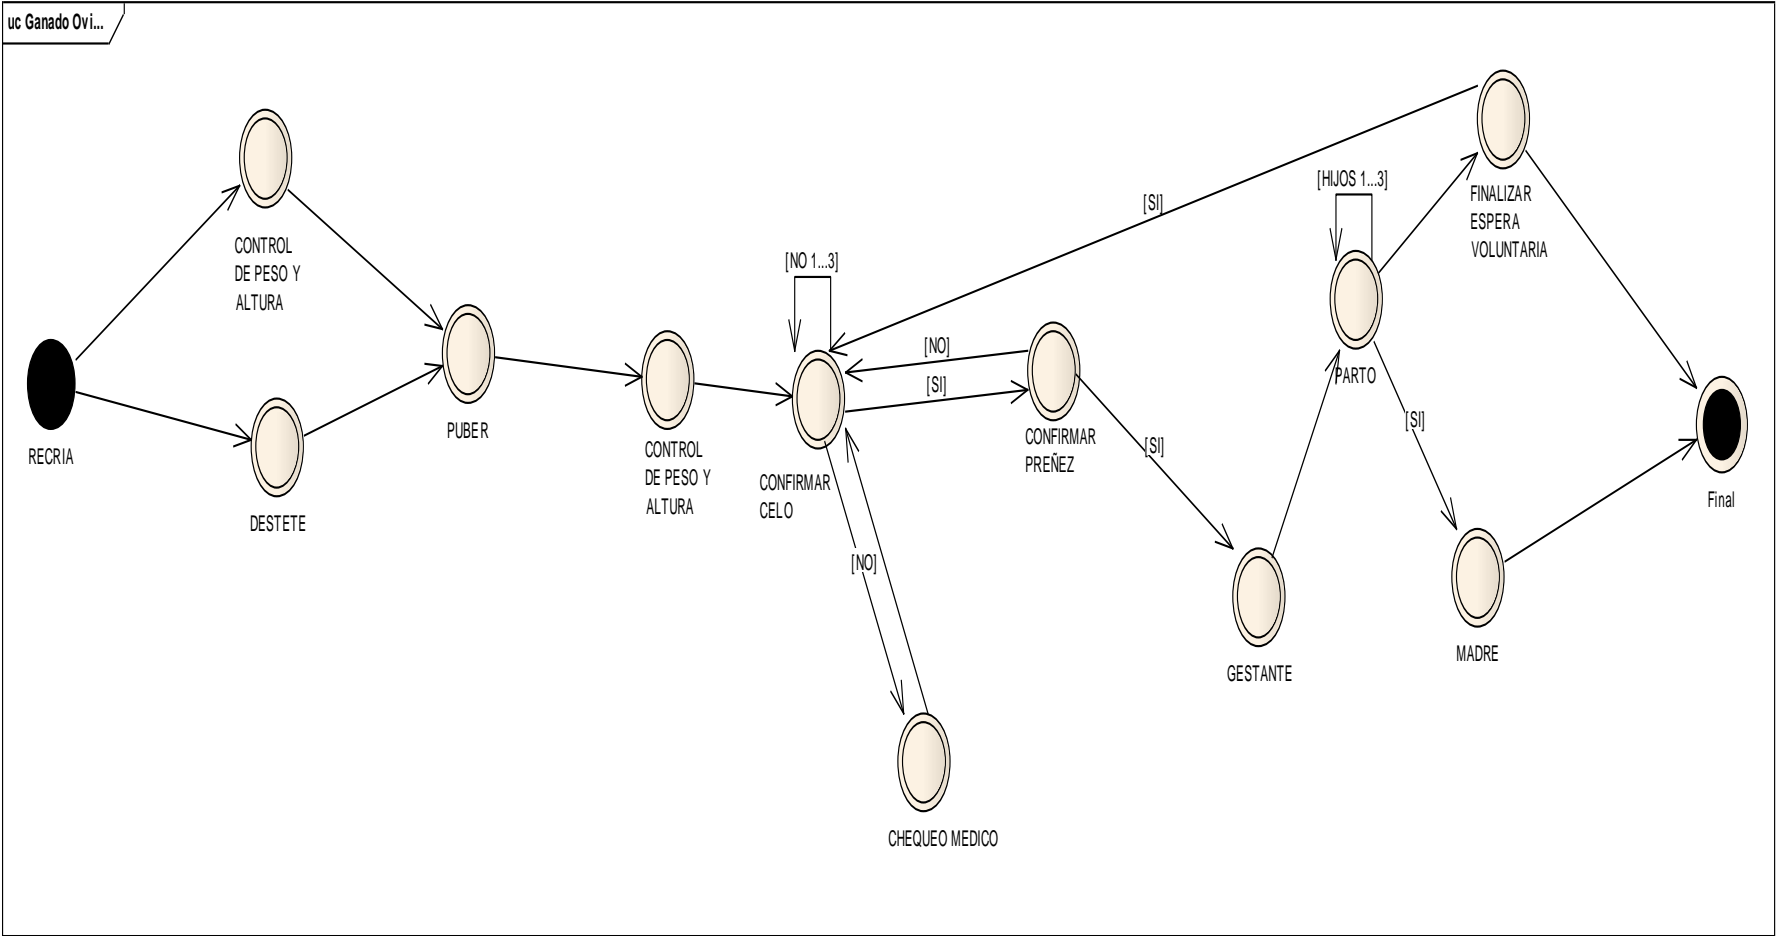 uc Ganado Ovi...
CONTROL
DE PESO Y
ALTURA
RECRIA
DESTETE
PUBER
CONTROL
DE PESO Y
ALTURA
[NO 1...3]
CONFIRMAR
CELO
[NO]
[SI]
[NO]
CHEQUEO MEDICO
CONFIRMAR
PREÑEZ
[SI]
[SI]
GESTANTE
[HIJOS 1...3]
PARTO
[SI]
FINALIZAR
ESPERA
VOLUNTARIA
MADRE
Final